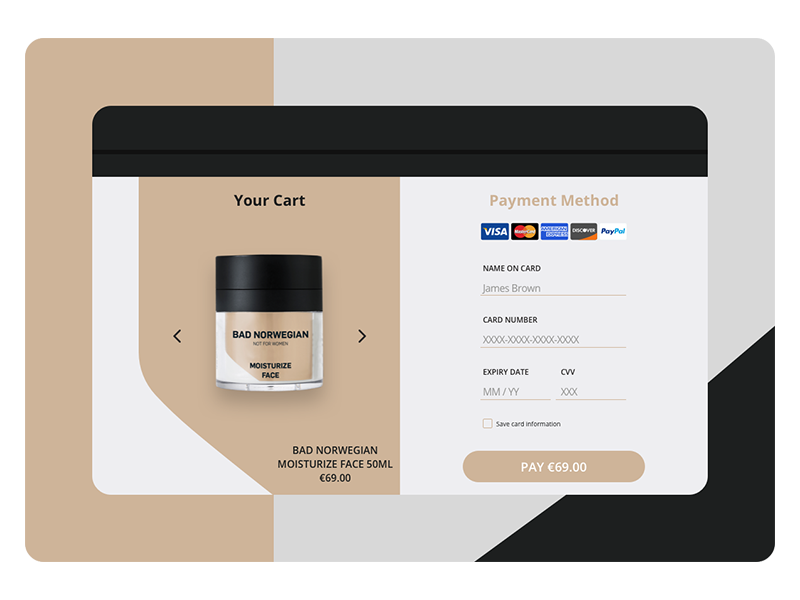 Your Cart
BAD NORWEGIAN
NOT FOR WOMEN
MOISTURIZE
FACE
BAD NORWEGIAN
MOISTURIZE FACE 50ML
€69.00
Payment Method
VISA MasterCard AMERICAN EXPRESS DISCOVER PayPal
NAME ON CARD
James Brown
CARD NUMBER
XXXX-XXXX-XXXX-XXXX
EXPIRY DATE CVV
MM / YY XXX
Save card information
PAY €69.00